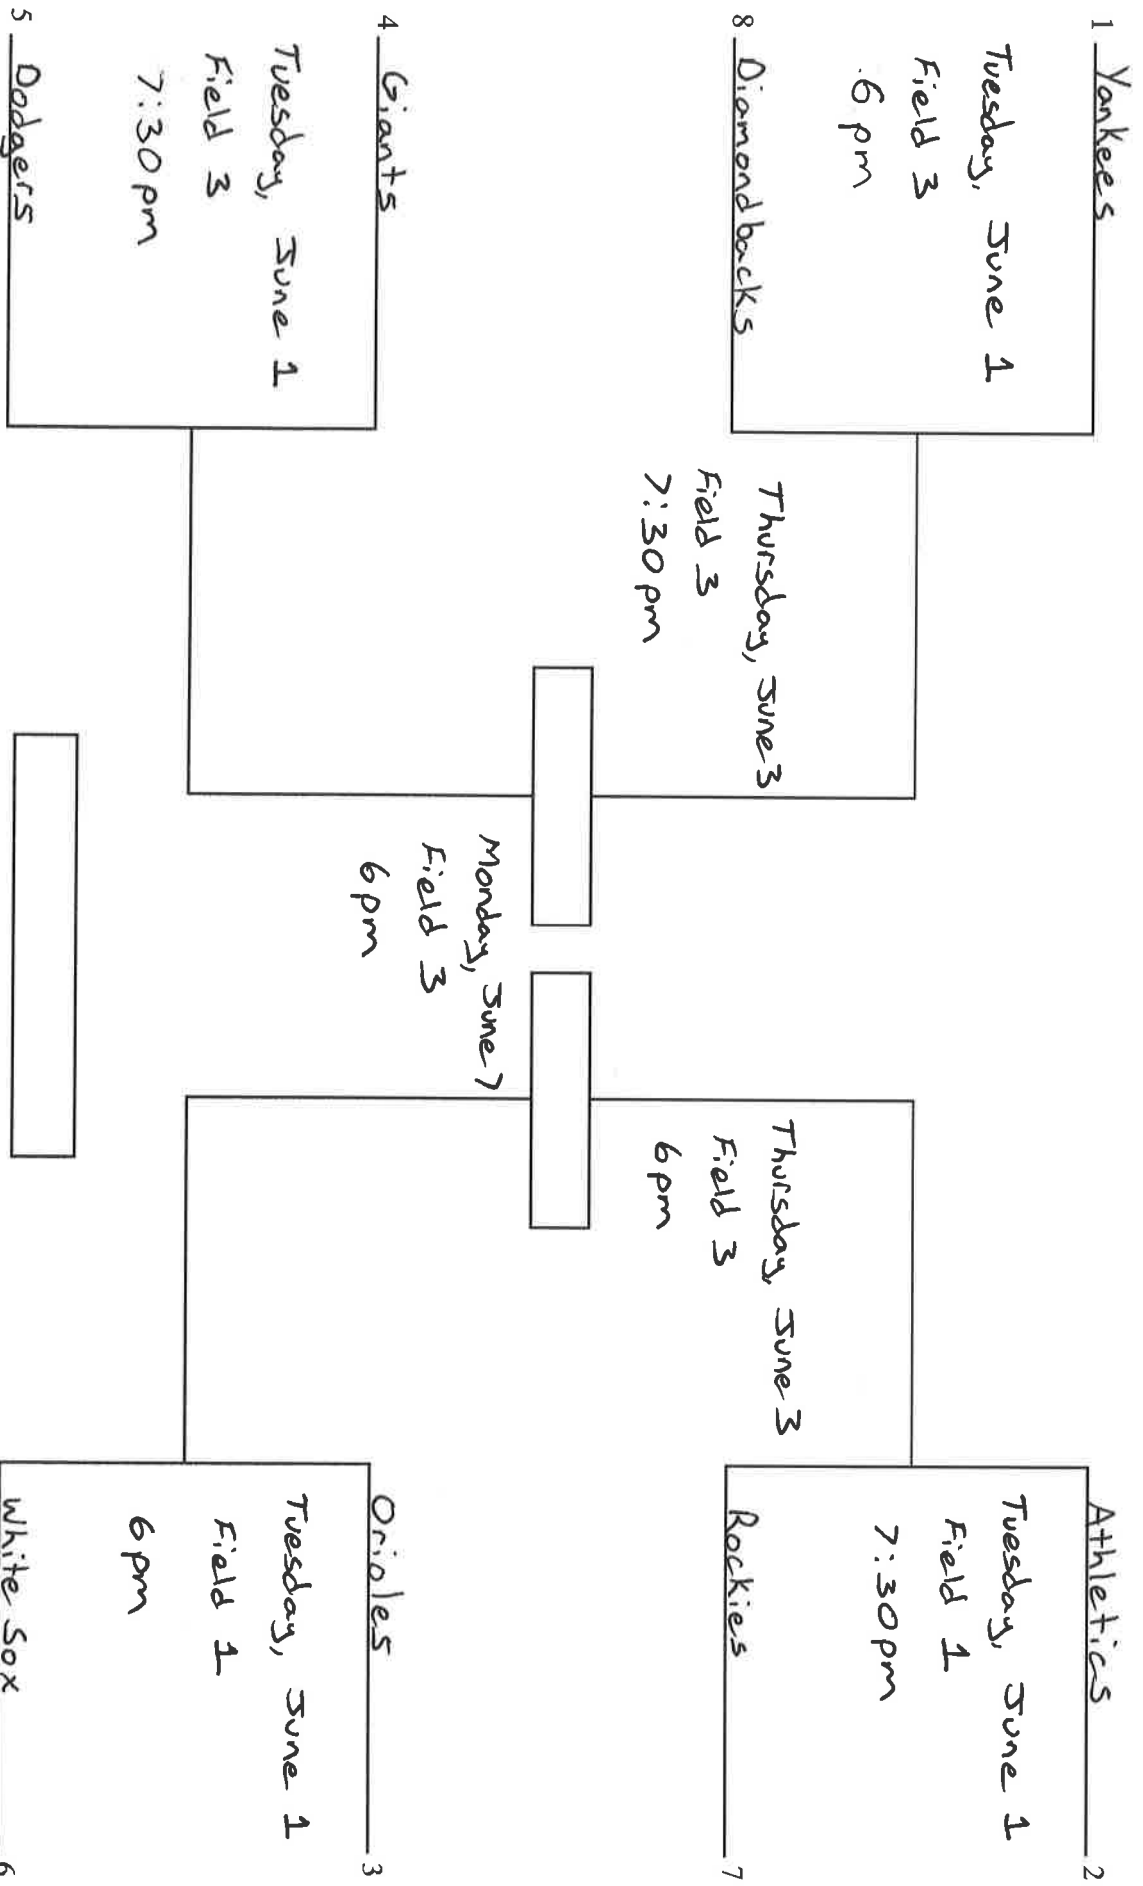 1 Yankees
Tuesday, June 1
Field 3
6 pm
8 Diamondbacks
Thursday, June 3
Field 3
7:30 pm
4 Giants
Tuesday, June 1
Field 3
7:30 pm
5 Dodgers
Monday, June 7
Field 3
6 pm
Athletics 2
Tuesday, June 1
Field 1
7:30 pm
Rockies 7
Thursday, June 3
Field 3
6 pm
Orioles 3
Tuesday, June 1
Field 1
6 pm
White Sox 6